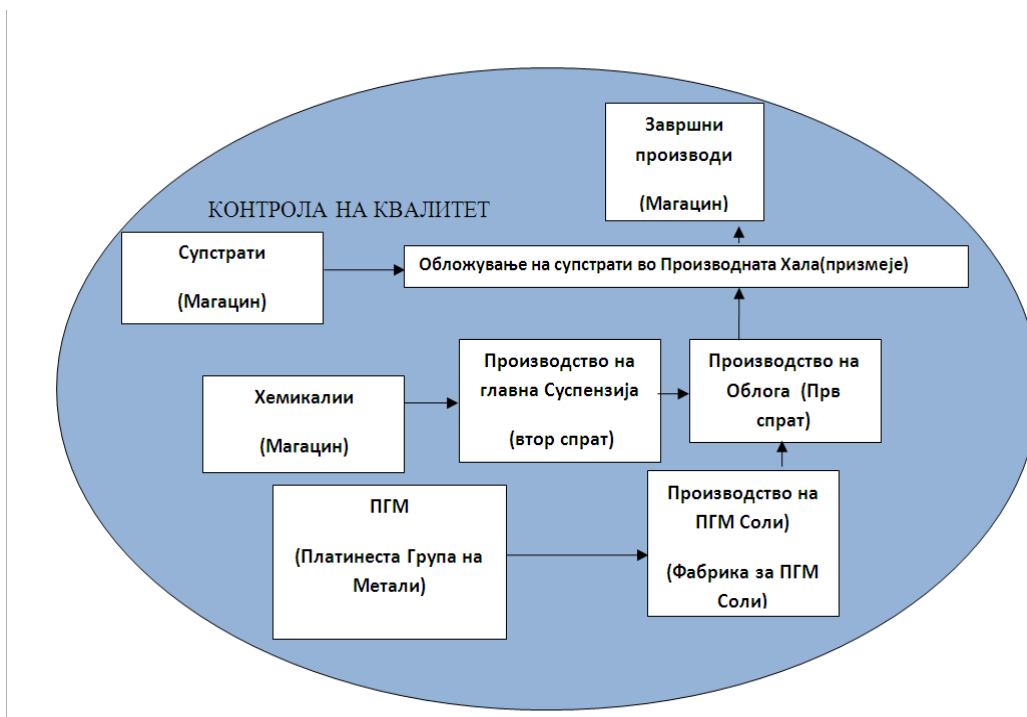 Завршни
производи
(Магацин)
КОНТРОЛА НА КВАЛИТЕТ
Супстрати
(Магацин)
Обложување на супстрати во Производната Хала(призмеје)
Хемикалии
(Магацин)
Производство на
главна Суспензија
(втор спрат)
Производство на
Облога (Прв
спрат)
ПГМ
(Платинеста Група на
Метали)
Производство на
ПГМ Соли)
(Фабрика за ПГМ
Соли)